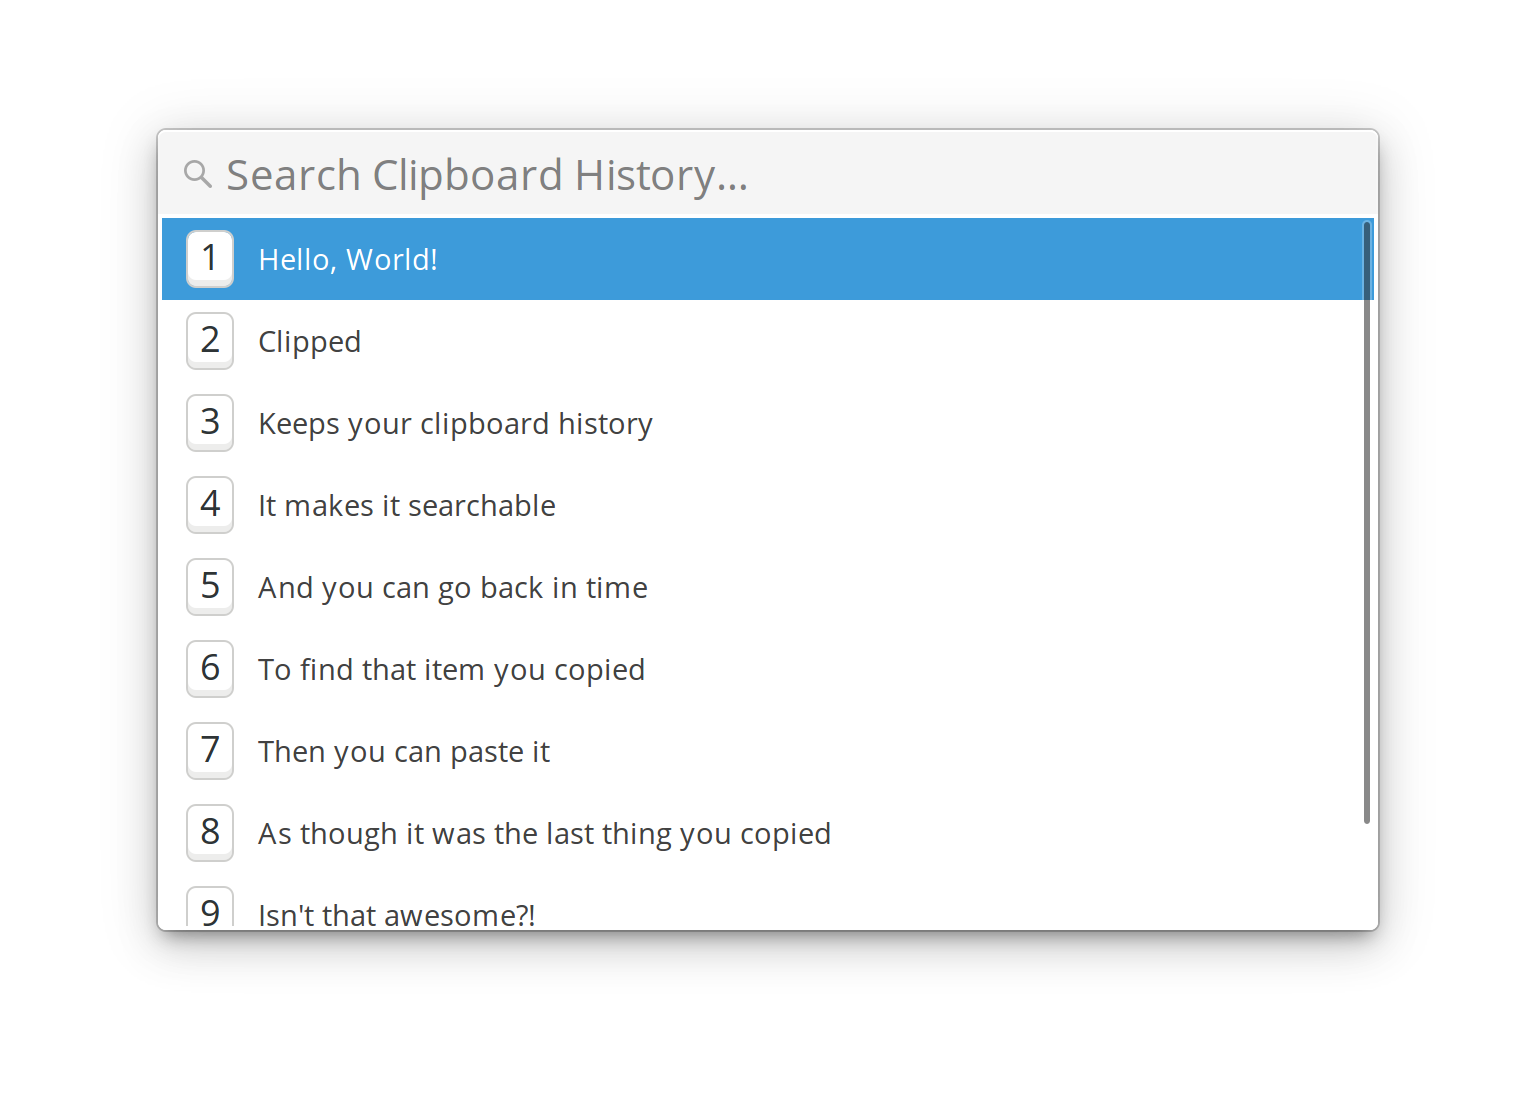 Search Clipboard History...
1 Hello, World!
2 Clipped
3 Keeps your clipboard history
4 It makes it searchable
5 And you can go back in time
6 To find that item you copied
7 Then you can paste it
8 As though it was the last thing you copied
9 Isn't that awesome?!